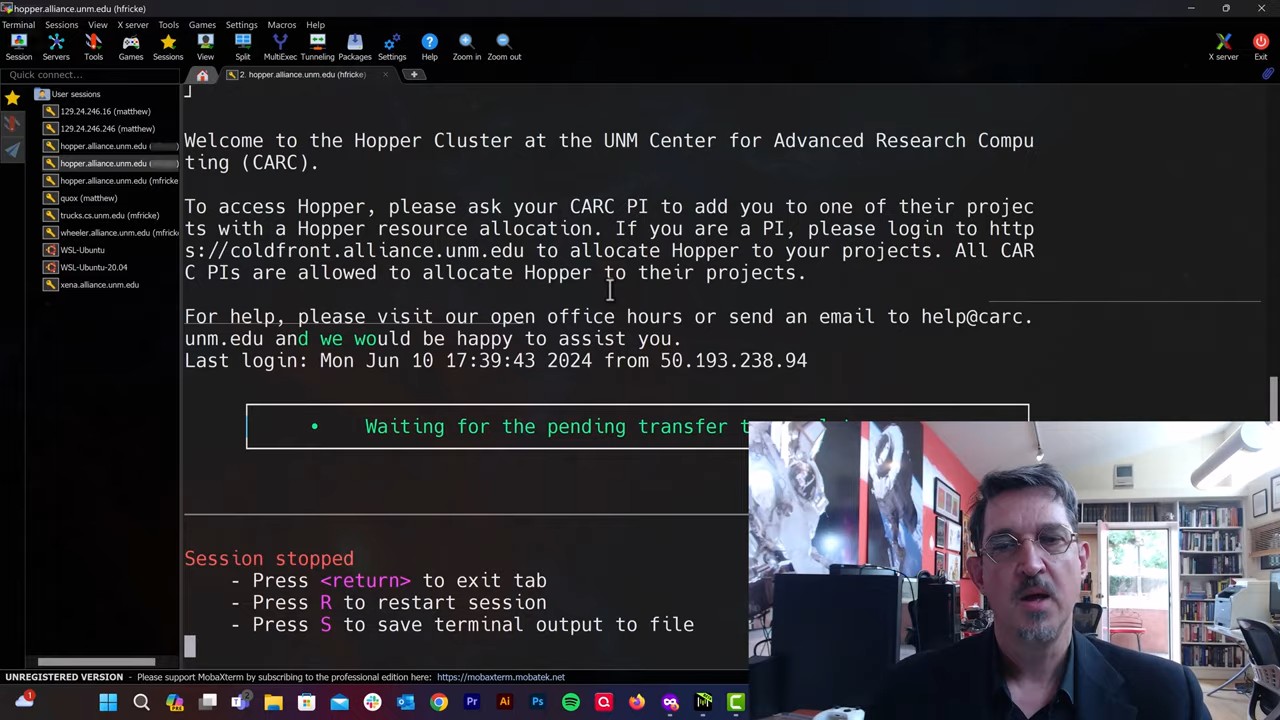 hopper.alliance.unm.edu (hfricke)
Terminal Sessions View X server Tools Games Settings Macros Help
Session Servers Tools Games Sessions View Split MultiExec Tunneling Packages Settings Help Zoom in Zoom out X server Exit
Quick connect...
2. hopper.alliance.unm.edu (hfricke)
User sessions
129.24.246.16 (matthew)
129.24.246.246 (matthew)
hopper.alliance.unm.edu
hopper.alliance.unm.edu
hopper.alliance.unm.edu (mfricke
quox (matthew)
trucks.cs.unm.edu (mfricke)
wheeler.alliance.unm.edu (mfricke
WSL-Ubuntu
WSL-Ubuntu-20.04
xena.alliance.unm.edu
Welcome to the Hopper Cluster at the UNM Center for Advanced Research Compu
ting (CARC).
To access Hopper, please ask your CARC PI to add you to one of their projec
ts with a Hopper resource allocation. If you are a PI, please login to http
s://coldfront.alliance.unm.edu to allocate Hopper to your projects. All CAR
C PIs are allowed to allocate Hopper to their projects.
For help, please visit our open office hours or send an email to help@carc.
unm.edu and we would be happy to assist you.
Last login: Mon Jun 10 17:39:43 2024 from 50.193.238.94
• Waiting for the pending transfer
Session stopped
- Press <return> to exit tab
- Press R to restart session
- Press S to save terminal output to file
UNREGISTERED VERSION - Please support MobaXterm by subscribing to the professional edition here: https://mobaxterm.mobatek.net
1
2
Pr Ai Ps